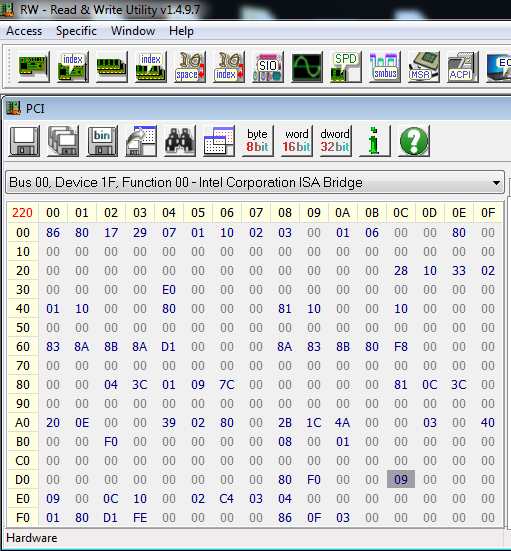 RW - Read & Write Utility v1.4.9.7
Access Specific Window Help
index IO space IO index SIO SPD smbus MSR ACPI EC
PCI
bin byte 8bit word 16bit dword 32bit
Bus 00, Device 1F, Function 00 - Intel Corporation ISA Bridge
220 00 01 02 03 04 05 06 07 08 09 0A 0B 0C 0D 0E 0F
00 86 80 17 29 07 01 10 02 03 00 01 06 00 00 80 00
10 00 00 00 00 00 00 00 00 00 00 00 00 00 00 00 00
20 00 00 00 00 00 00 00 00 00 00 00 00 28 10 33 02
30 00 00 00 00 E0 00 00 00 00 00 00 00 00 00 00 00
40 01 10 00 00 80 00 00 00 81 10 00 00 10 00 00 00
50 00 00 00 00 00 00 00 00 00 00 00 00 00 00 00 00
60 83 8A 8B 8A D1 00 00 00 8A 83 8B 80 F8 00 00 00
70 00 00 00 00 00 00 00 00 00 00 00 00 00 00 00 00
80 00 00 04 3C 01 09 7C 00 00 00 00 00 81 0C 3C 00
90 00 00 00 00 00 00 00 00 00 00 00 00 00 00 00 00
A0 20 0E 00 00 39 02 80 00 2B 1C 4A 00 00 03 00 40
B0 00 00 F0 00 00 00 00 00 08 00 01 00 00 00 00 00
C0 00 00 00 00 00 00 00 00 00 00 00 00 00 00 00 00
D0 00 00 00 00 00 00 00 00 80 F0 00 00 09 00 00 00
E0 09 00 0C 10 00 02 C4 03 04 00 00 00 00 00 00 00
F0 01 80 D1 FE 00 00 00 00 86 0F 03 00 00 00 00 00
Hardware